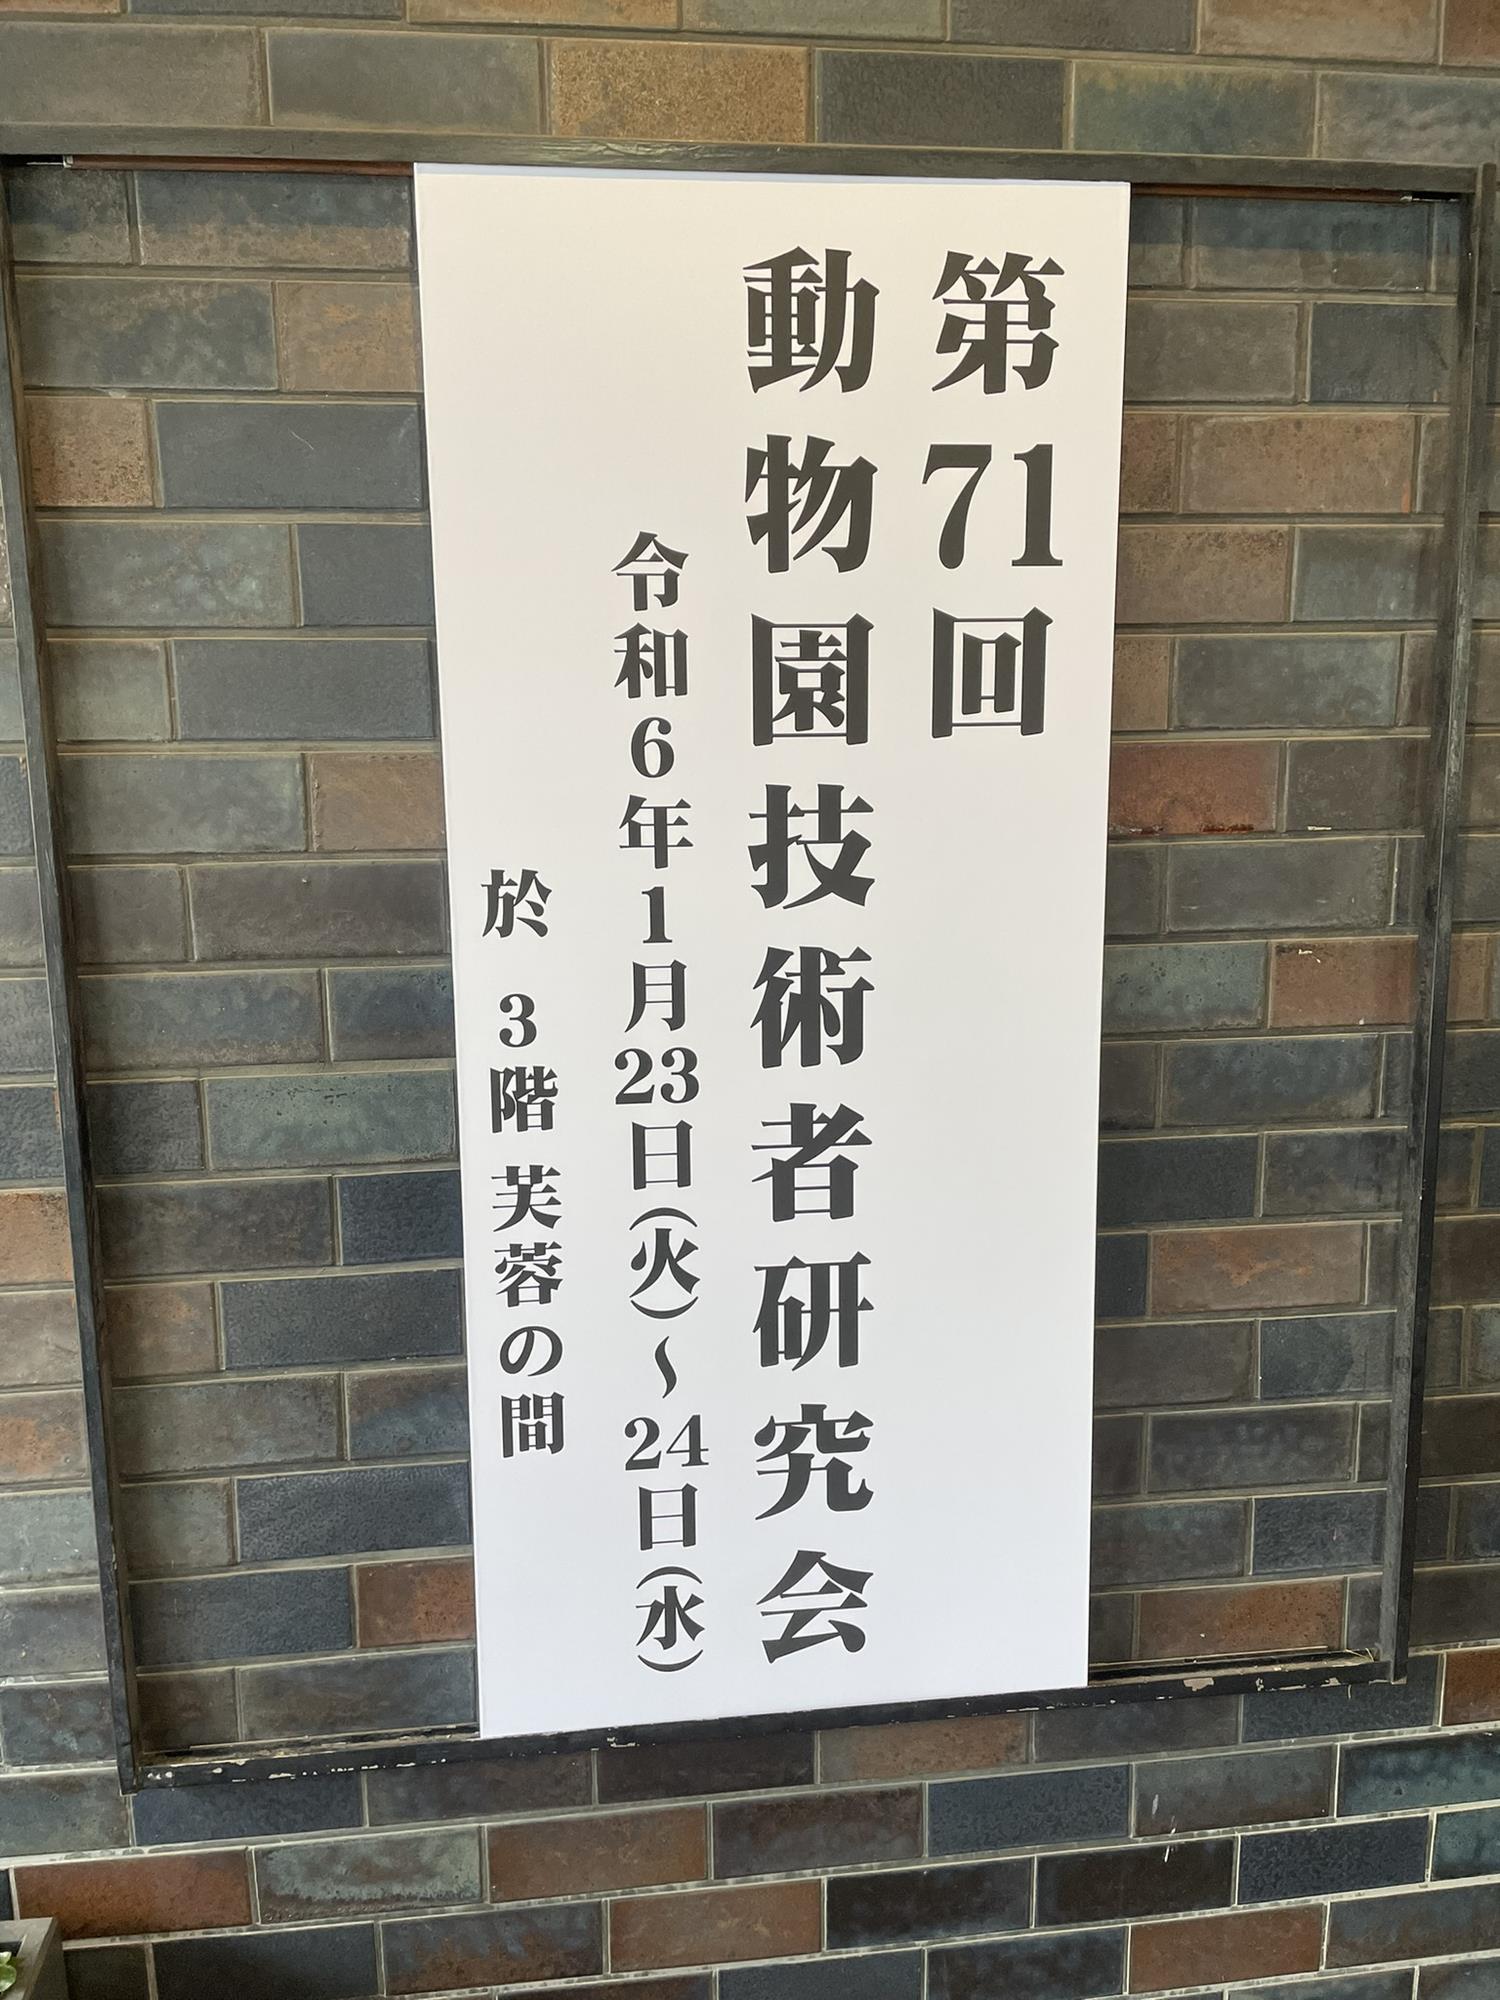 第71回
動物園技術者研究会
令和6年1月23日(火)～24日(水)
於 3階 芙蓉の間